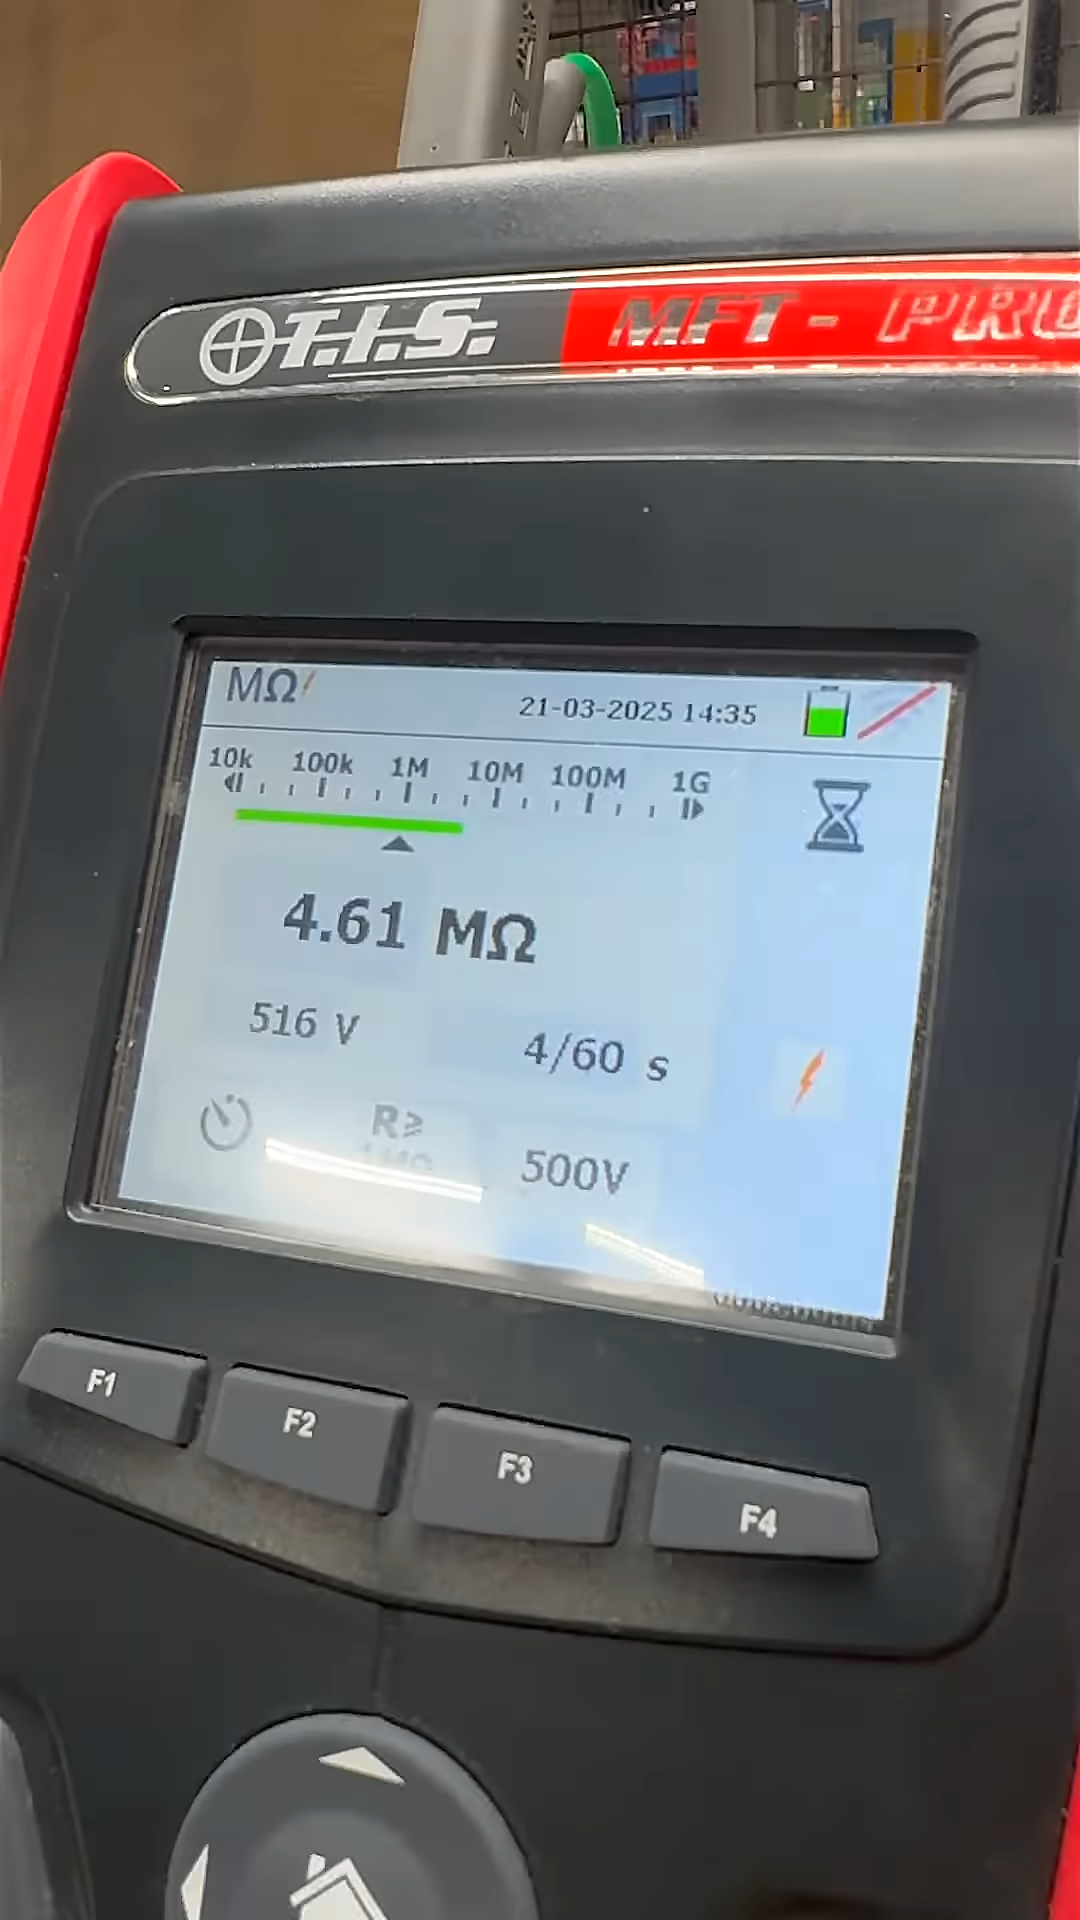 T.I.S.
MFT - PRO
MΩ
21-03-2025 14:35
10k 100k 1M 10M 100M 1G
4.61 MΩ
516 V
4/60 s
R≥
500V
F1
F2
F3
F4